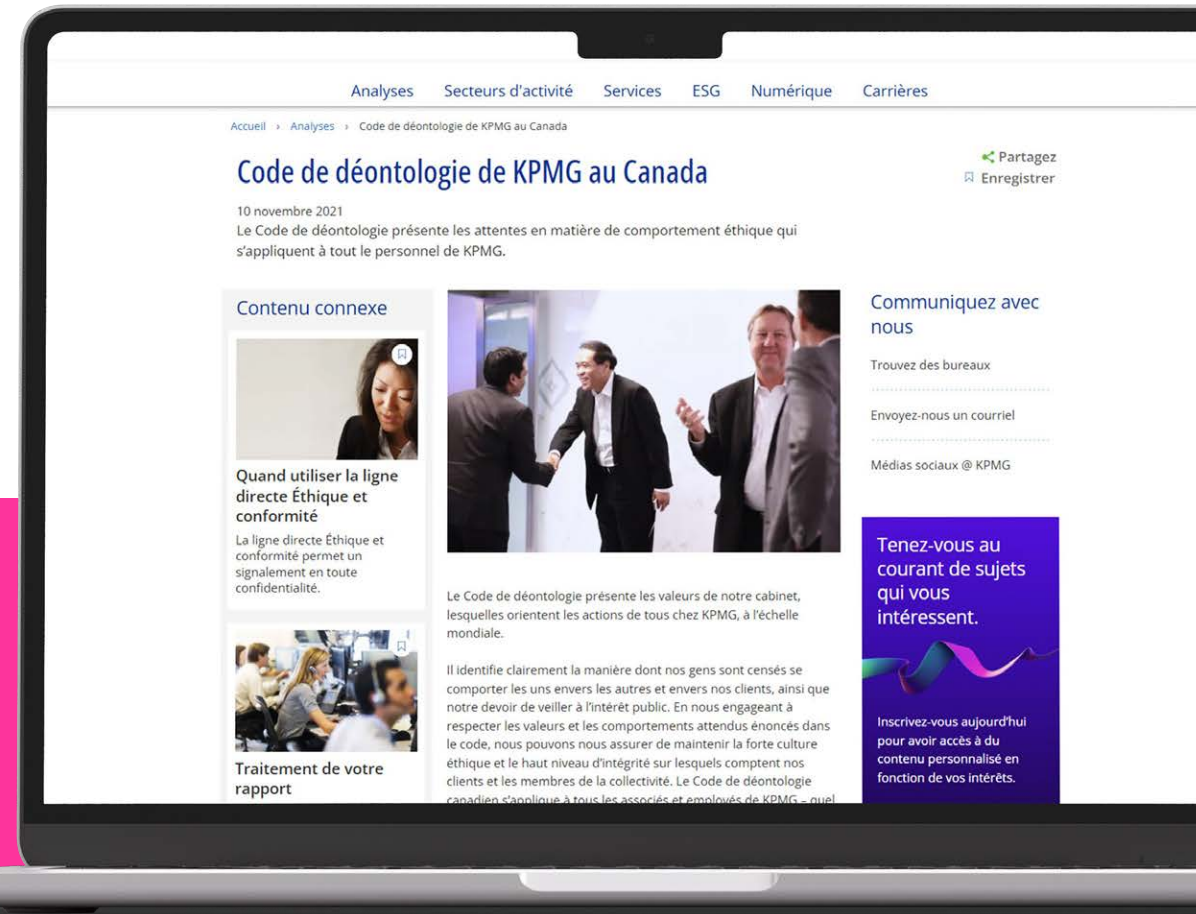 Analyses Secteurs d'activité Services ESG Numérique Carrières
Accueil › Analyses › Code de déontologie de KPMG au Canada
Code de déontologie de KPMG au Canada
Partagez
Enregistrer
10 novembre 2021
Le Code de déontologie présente les attentes en matière de comportement éthique qui
s'appliquent à tout le personnel de KPMG.
Contenu connexe
Quand utiliser la ligne
directe Éthique et
conformité
La ligne directe Éthique et
conformité permet un
signalement en toute
confidentialité.
Traitement de votre
rapport
Le Code de déontologie présente les valeurs de notre cabinet,
lesquelles orientent les actions de tous chez KPMG, à l'échelle
mondiale.
Il identifie clairement la manière dont nos gens sont censés se
comporter les uns envers les autres et envers nos clients, ainsi que
notre devoir de veiller à l'intérêt public. En nous engageant à
respecter les valeurs et les comportements attendus énoncés dans
le code, nous pouvons nous assurer de maintenir la forte culture
éthique et le haut niveau d'intégrité sur lesquels comptent nos
clients et les membres de la collectivité. Le Code de déontologie
canadien s'applique à tous les associés et employés de KPMG – quel
Communiquez avec
nous
Trouvez des bureaux
Envoyez-nous un courriel
Médias sociaux @ KPMG
Tenez-vous au
courant de sujets
qui vous
intéressent.
Inscrivez-vous aujourd'hui
pour avoir accès à du
contenu personnalisé en
fonction de vos intérêts.